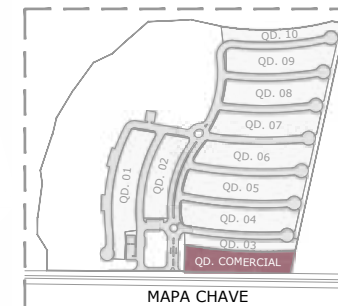 QD. 10
QD. 09
QD. 08
QD. 07
QD. 06
QD. 05
QD. 04
QD. 03
QD. 02
QD. 01
QD. COMERCIAL
MAPA CHAVE